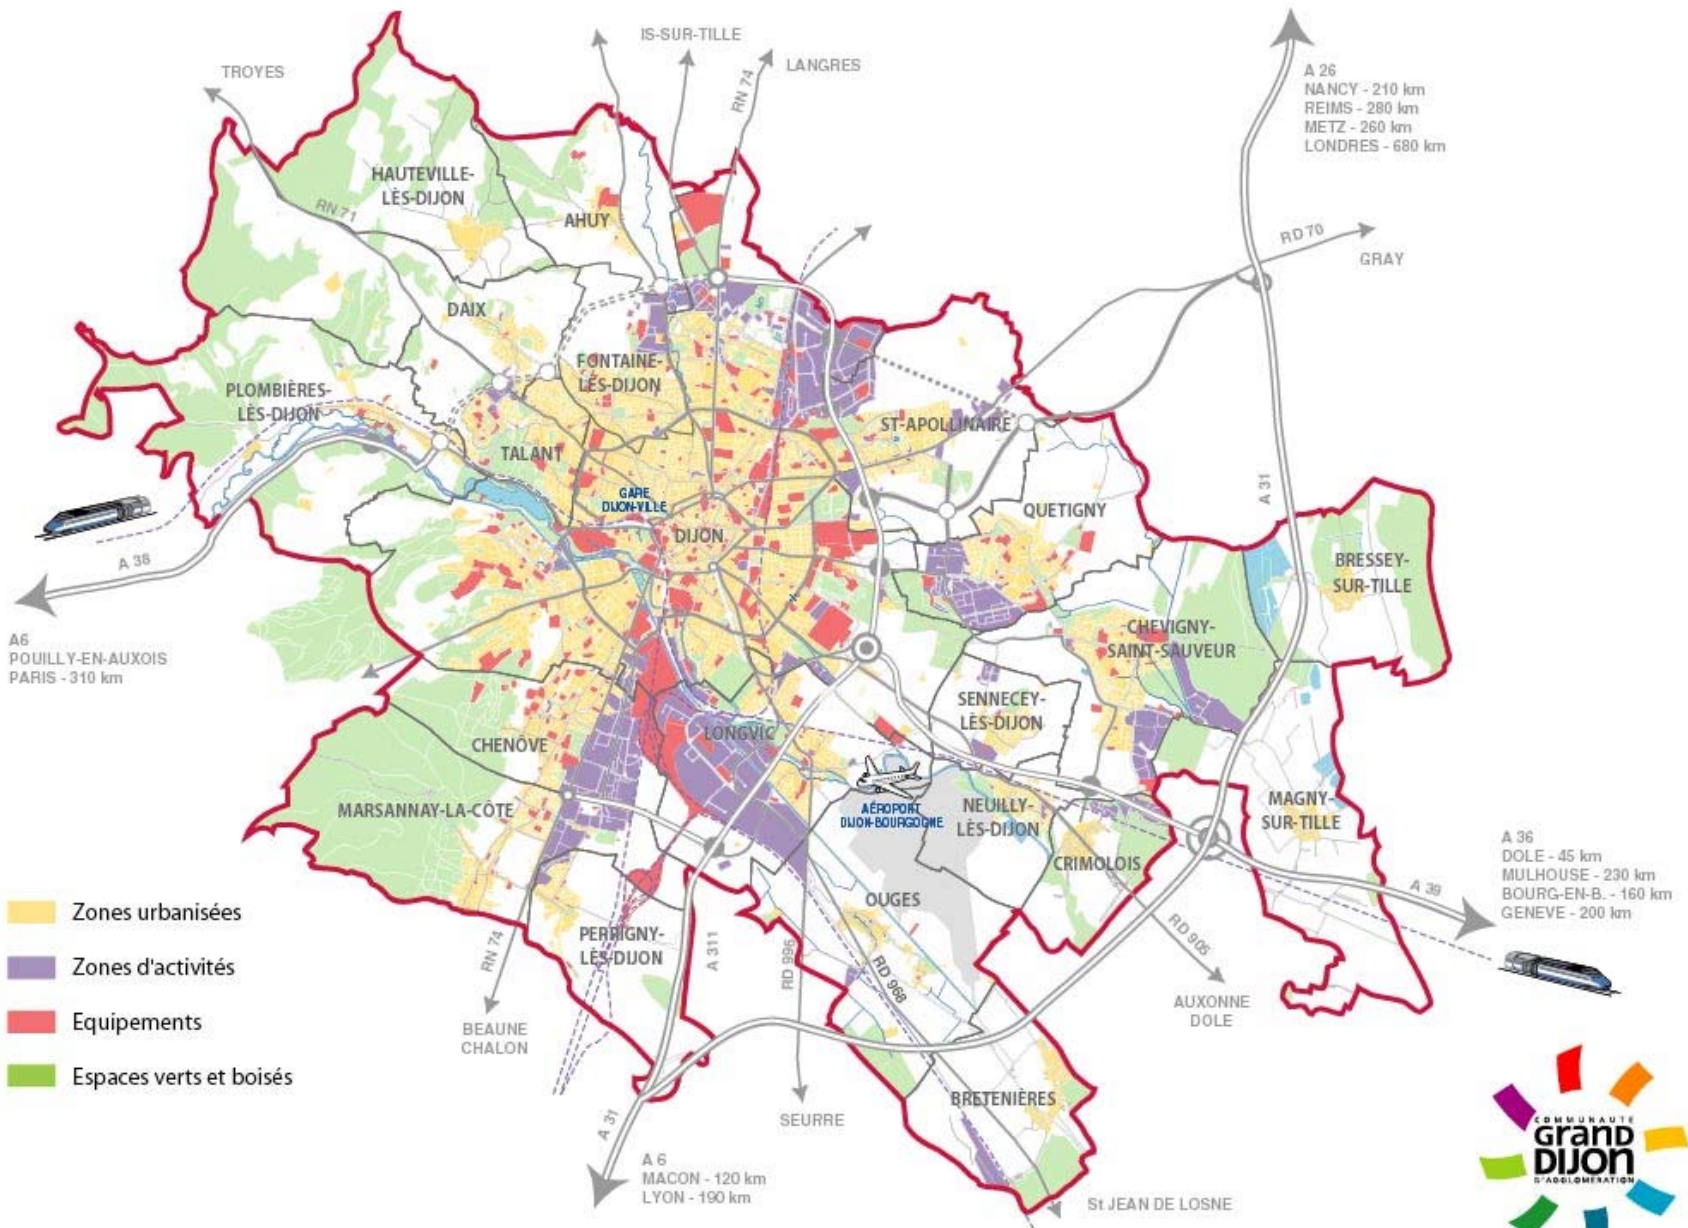 IS-SUR-TILLE
TROYES
RN 74
LANGRES
A 26
NANCY - 210 km
REIMS - 280 km
METZ - 260 km
LONDRES - 680 km
HAUTEVILLE-
LÈS-DIJON
RN 71
AHUY
RD 70
GRAY
DAIX
FONTAINE-
LÈS-DIJON
PLOMBIÈRES-
LÈS-DIJON
ST-APOLLINAIRE
TALANT
GARE
DIJON-VILLE
DIJON
QUETIGNY
A 31
BRESSEY-
SUR-TILLE
A 38
A6
POUILLY-EN-AUXOIS
PARIS - 310 km
CHEVIGNY-
SAINT-SAUVEUR
SENNECEY-
LÈS-DIJON
LONGVIC
CHENÔVE
MARSANNAY-LA-CÔTE
AÉROPORT
DIJON-BOURGOGNE
NEUILLY-
LÈS-DIJON
MAGNY-
SUR-TILLE
CRIMOLOIS
A 36
DOLE - 45 km
MULHOUSE - 230 km
BOURG-EN-B. - 160 km
GENEVE - 200 km
A 39
OUGES
RD 905
PERRIGNY-
LÈS-DIJON
RN 74
A 311
RD 996
RD 968
AUXONNE
DOLE
BEAUNE
CHALON
BRETENIÈRES
SEURRE
A 31
A 6
MACON - 120 km
LYON - 190 km
St JEAN DE LOSNE
Zones urbanisées
Zones d'activités
Equipements
Espaces verts et boisés
COMMUNAUTE
GRAND
DIJON
D'AGGLOMERATION